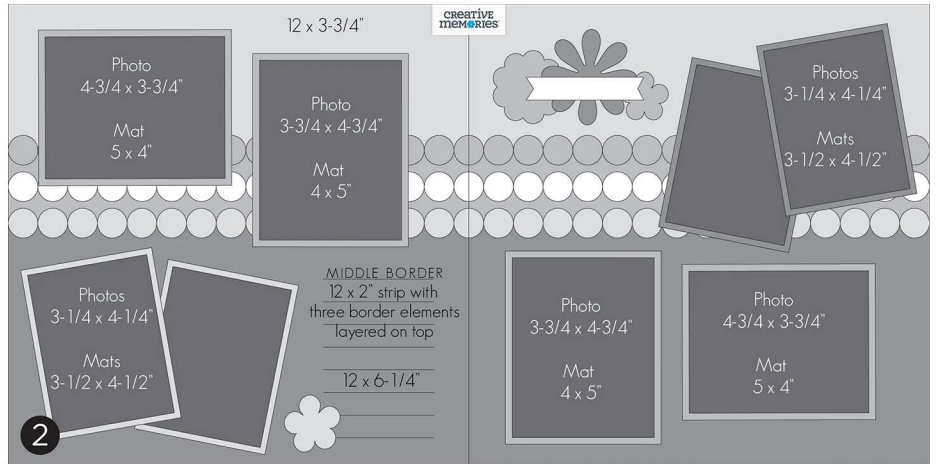 12 x 3-3/4"
CREATIVE
MEMORIES
Photo
4-3/4 x 3-3/4"
Mat
5 x 4"
Photo
3-3/4 x 4-3/4"
Mat
4 x 5"
Photos
3-1/4 x 4-1/4"
Mats
3-1/2 x 4-1/2"
Photos
3-1/4 x 4-1/4"
Mats
3-1/2 x 4-1/2"
MIDDLE BORDER
12 x 2" strip with
three border elements
layered on top
12 x 6-1/4"
Photo
3-3/4 x 4-3/4"
Mat
4 x 5"
Photo
4-3/4 x 3-3/4"
Mat
5 x 4"
2